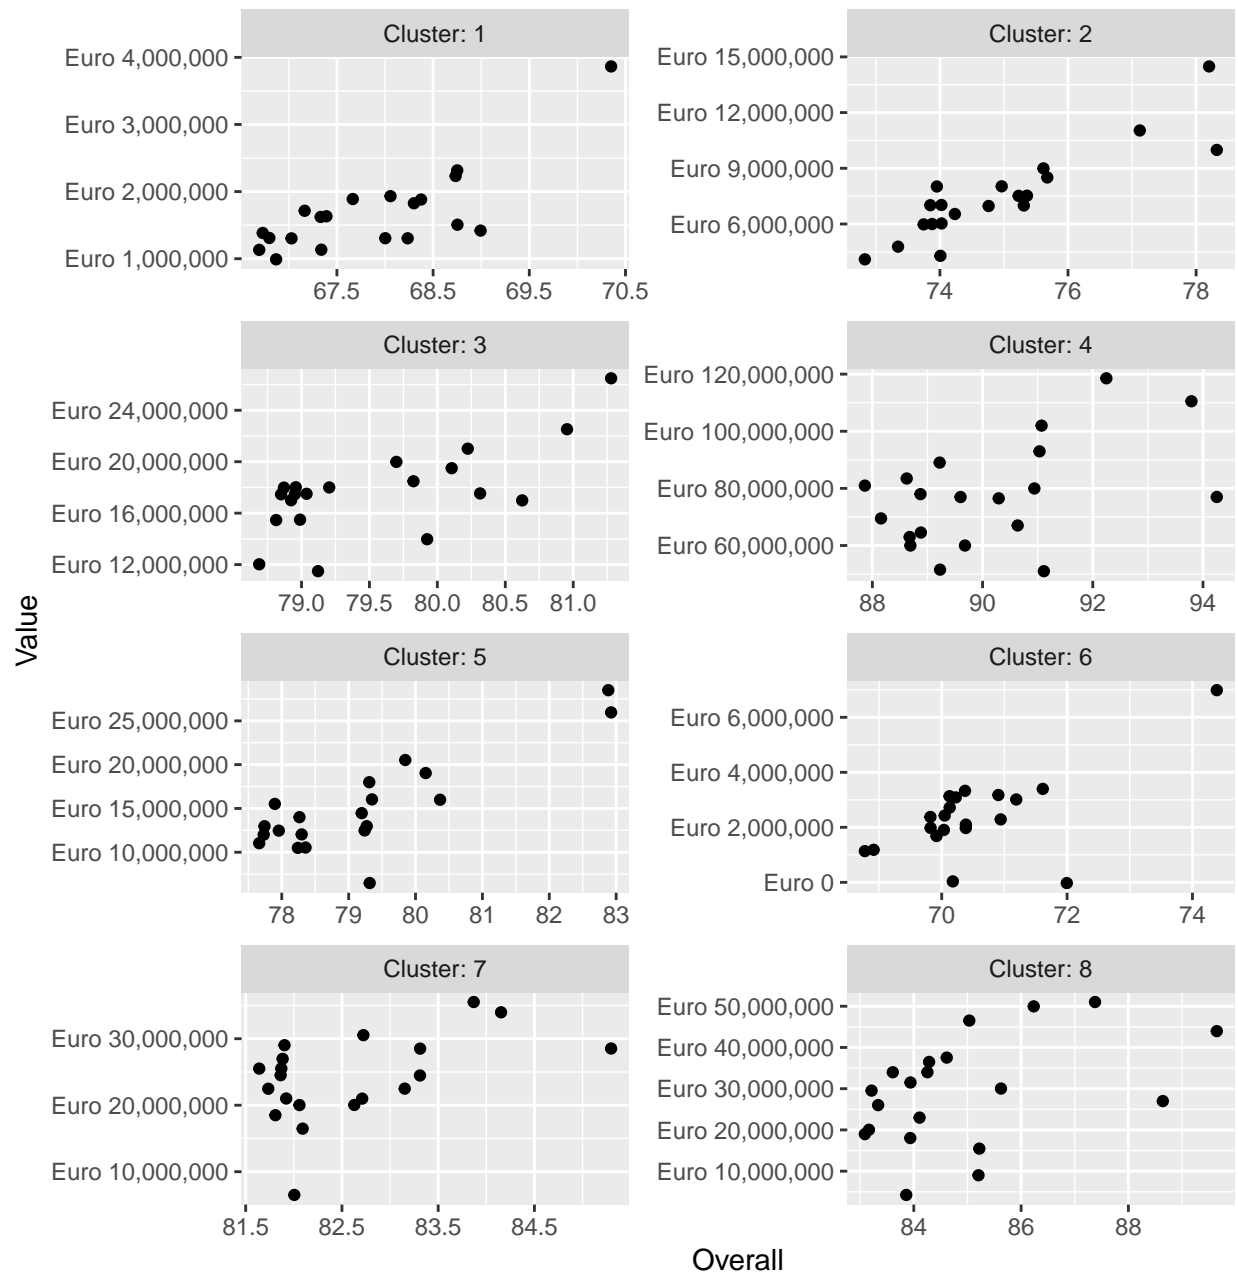 Cluster: 1
Euro 4,000,000
Euro 3,000,000
Euro 2,000,000
Euro 1,000,000
67.5 68.5 69.5 70.5
Cluster: 2
Euro 15,000,000
Euro 12,000,000
Euro 9,000,000
Euro 6,000,000
74 76 78
Cluster: 3
Euro 24,000,000
Euro 20,000,000
Euro 16,000,000
Euro 12,000,000
79.0 79.5 80.0 80.5 81.0
Cluster: 4
Euro 120,000,000
Euro 100,000,000
Euro 80,000,000
Euro 60,000,000
88 90 92 94
Value
Cluster: 5
Euro 25,000,000
Euro 20,000,000
Euro 15,000,000
Euro 10,000,000
78 79 80 81 82 83
Cluster: 6
Euro 6,000,000
Euro 4,000,000
Euro 2,000,000
Euro 0
70 72 74
Cluster: 7
Euro 30,000,000
Euro 20,000,000
Euro 10,000,000
81.5 82.5 83.5 84.5
Cluster: 8
Euro 50,000,000
Euro 40,000,000
Euro 30,000,000
Euro 20,000,000
Euro 10,000,000
84 86 88
Overall